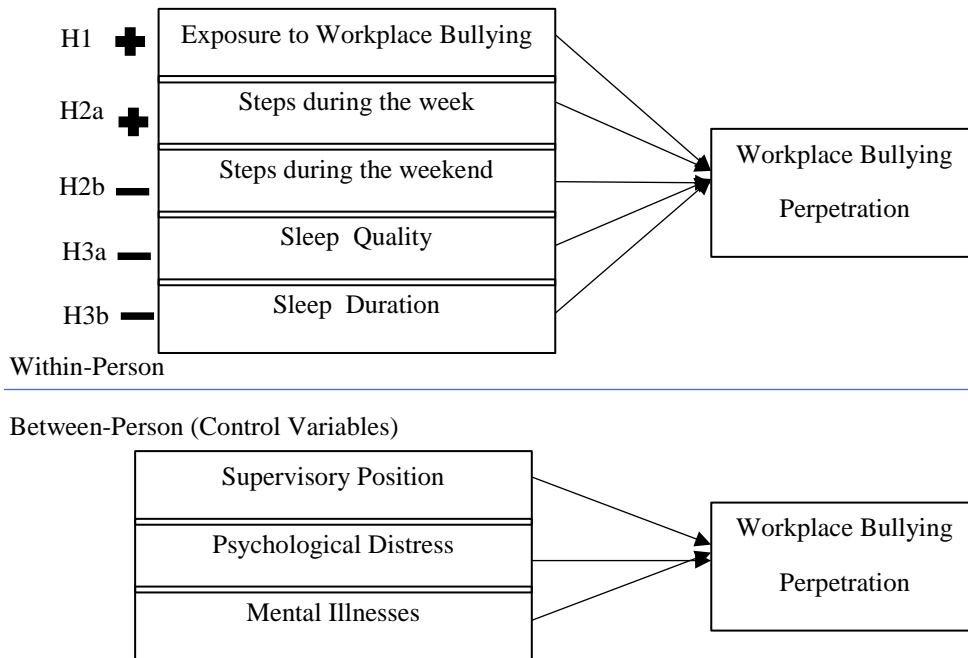 H1
Exposure to Workplace Bullying
H2a
Steps during the week
H2b
Steps during the weekend
H3a
Sleep Quality
H3b
Sleep Duration
Workplace Bullying
Perpetration
Within-Person
Between-Person (Control Variables)
Supervisory Position
Psychological Distress
Mental Illnesses
Workplace Bullying
Perpetration